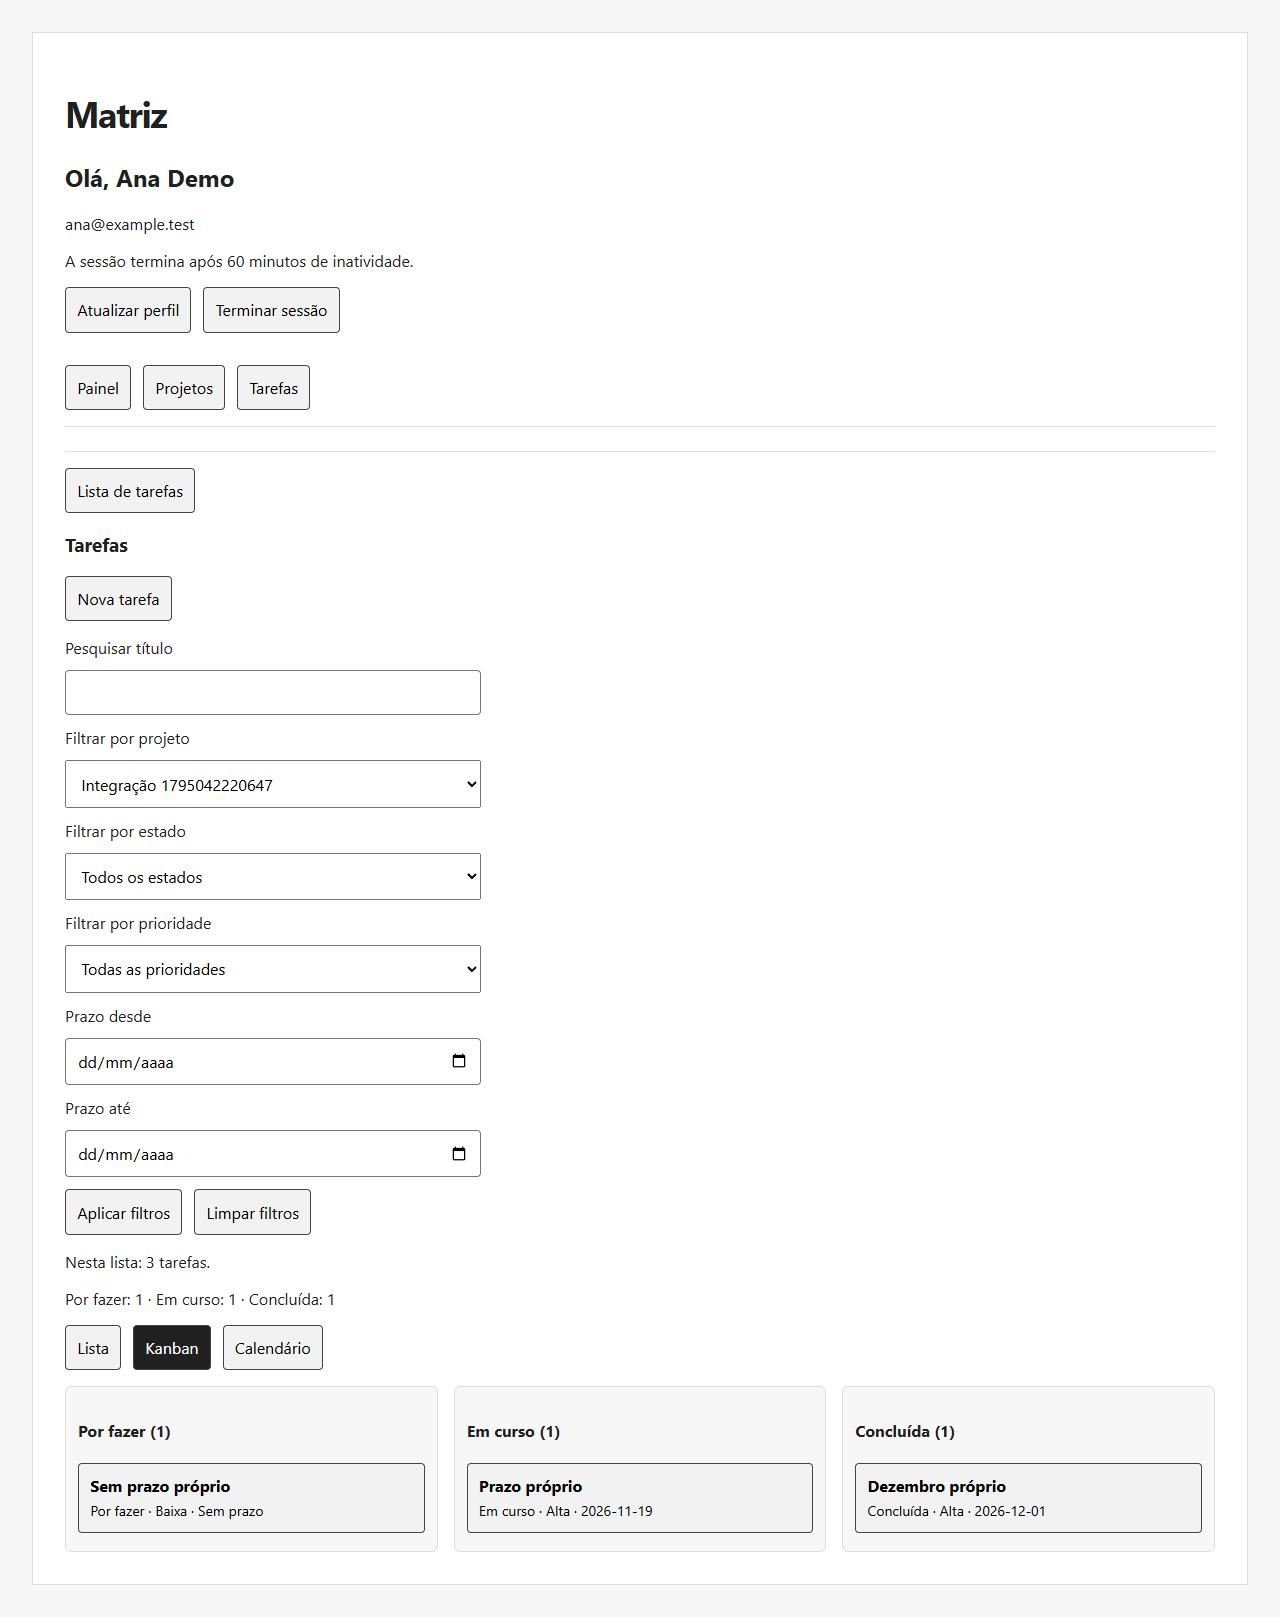 Matriz
Olá, Ana Demo
ana@example.test
A sessão termina após 60 minutos de inatividade.
Atualizar perfil Terminar sessão
Painel Projetos Tarefas
Lista de tarefas
Tarefas
Nova tarefa
Pesquisar título
Filtrar por projeto
Integração 1795042220647
Filtrar por estado
Todos os estados
Filtrar por prioridade
Todas as prioridades
Prazo desde
dd/mm/aaaa
Prazo até
dd/mm/aaaa
Aplicar filtros Limpar filtros
Nesta lista: 3 tarefas.
Por fazer: 1 · Em curso: 1 · Concluída: 1
Lista Kanban Calendário
Por fazer (1)
Sem prazo próprio
Por fazer · Baixa · Sem prazo
Em curso (1)
Prazo próprio
Em curso · Alta · 2026-11-19
Concluída (1)
Dezembro próprio
Concluída · Alta · 2026-12-01